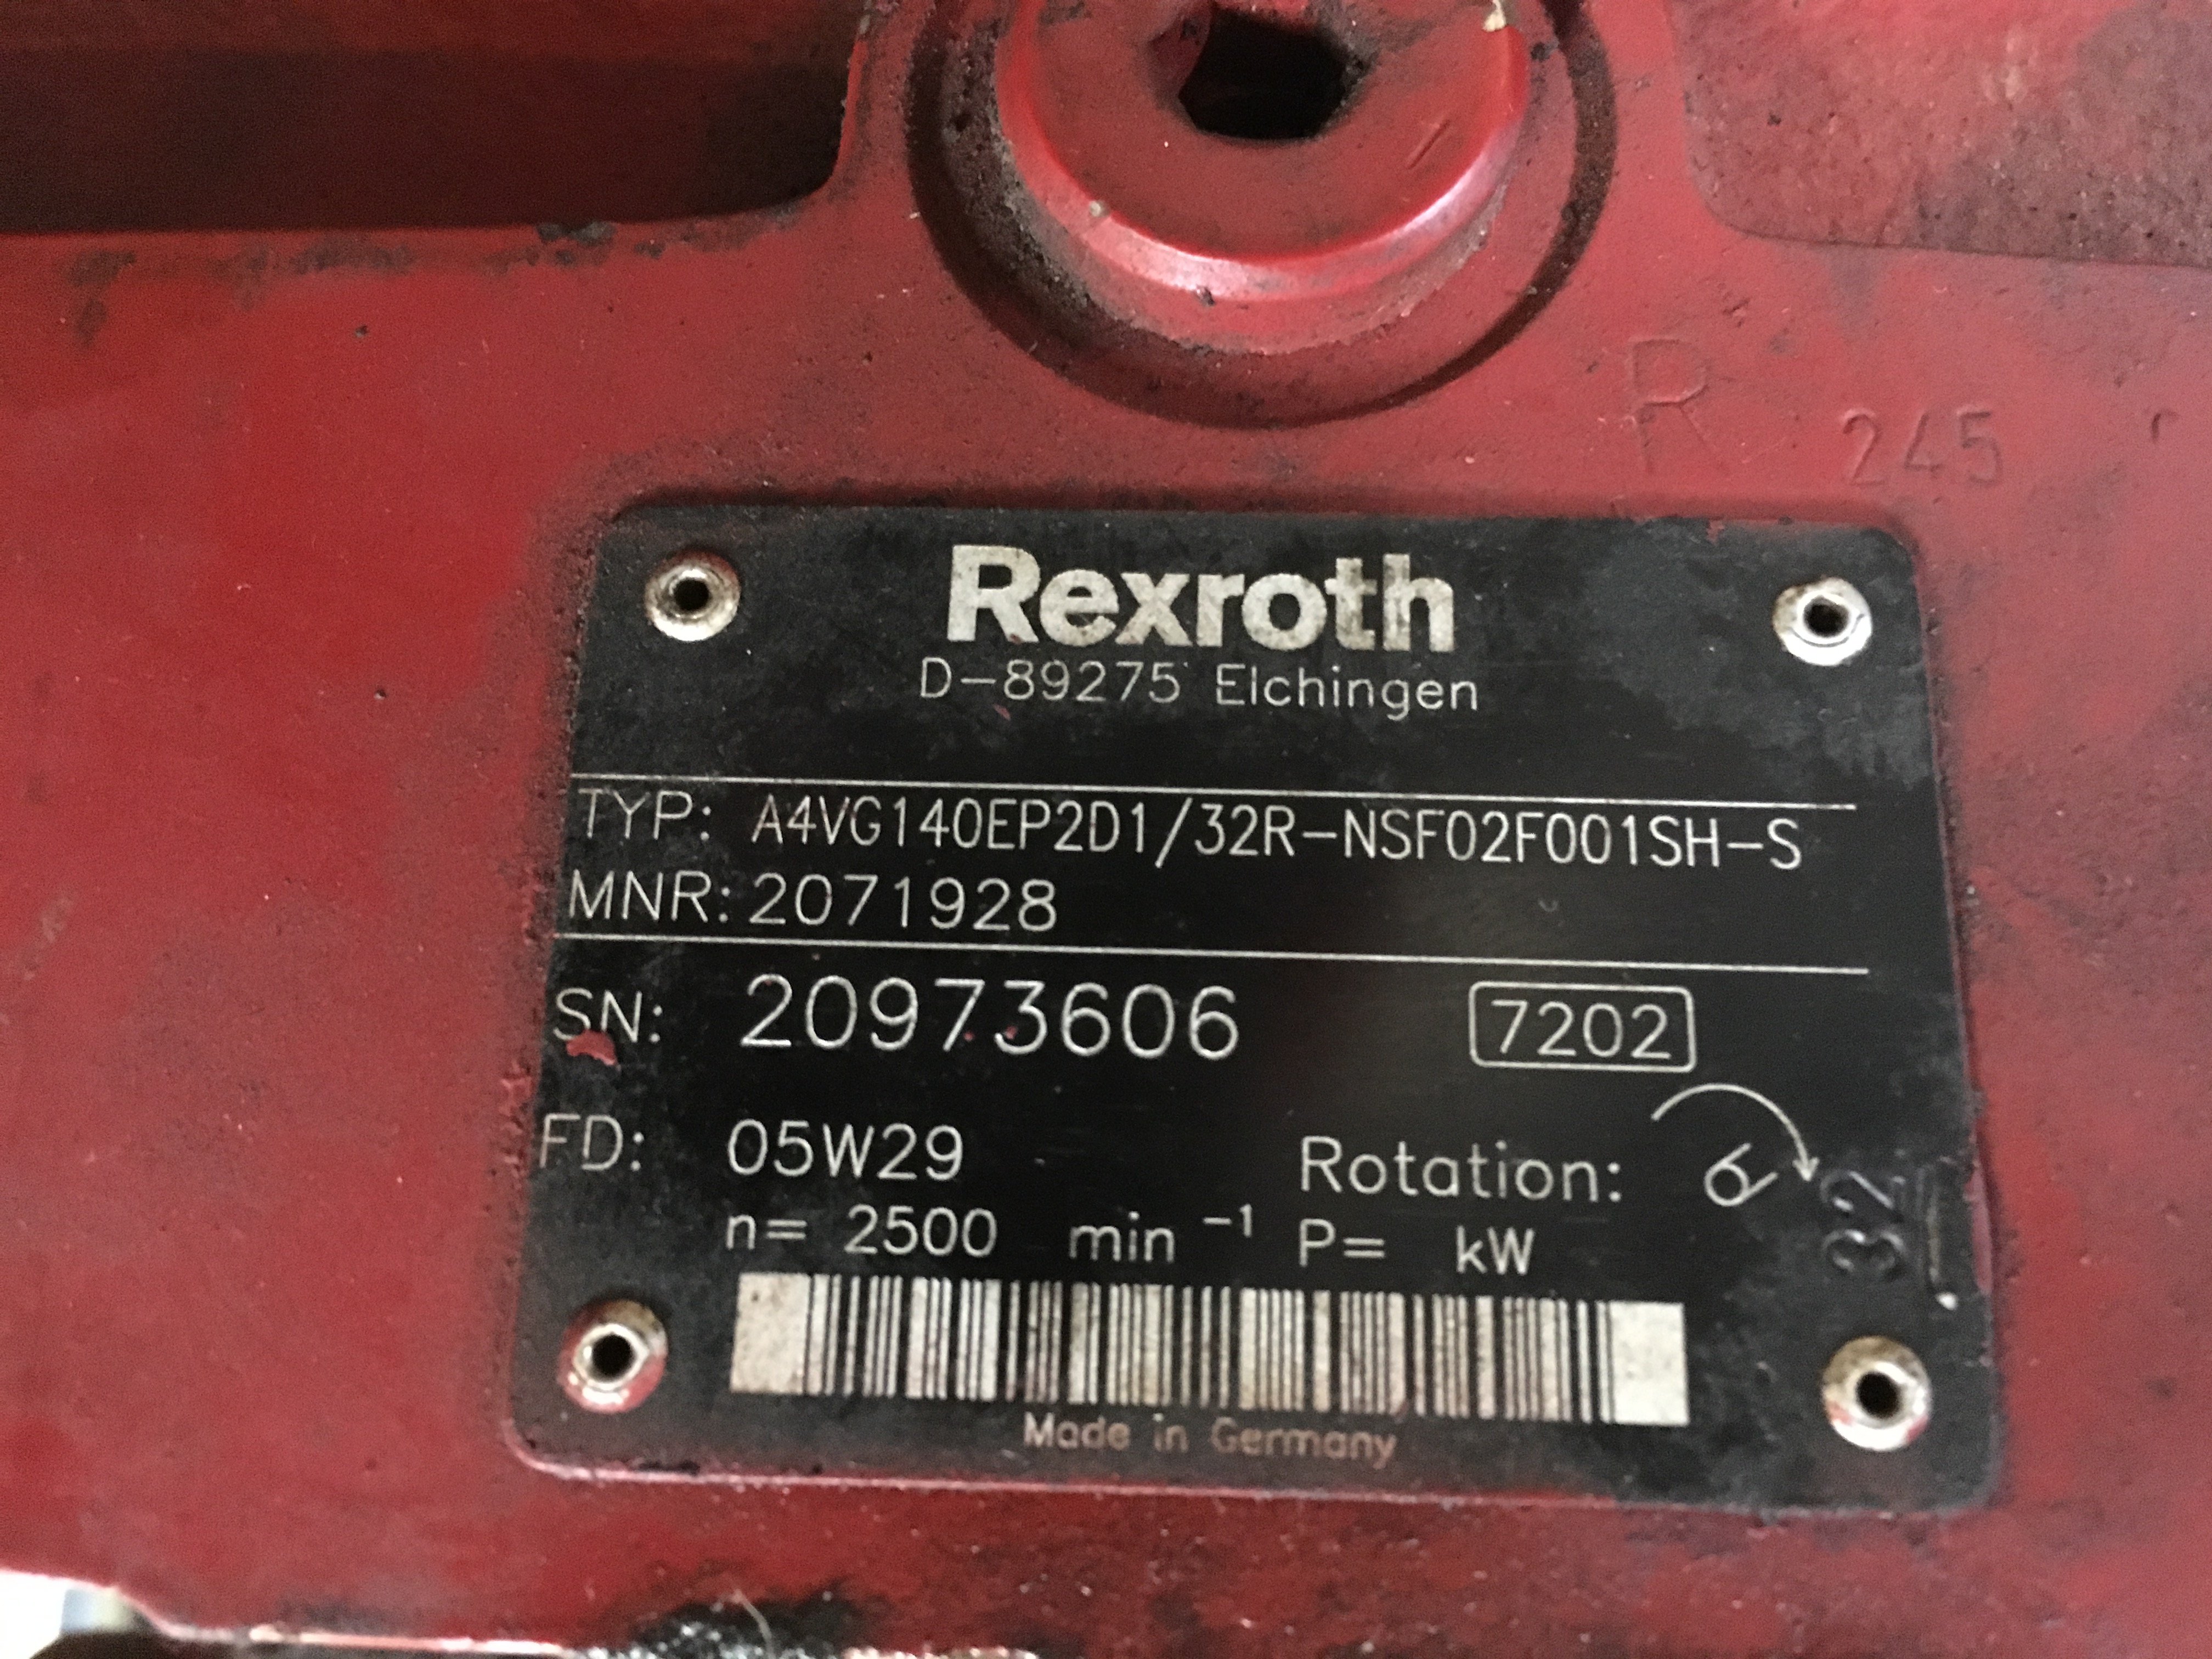 R 245
Rexroth
D-89275 Elchingen
TYP: A4VG140EP2D1/32R-NSF02F001SH-S
MNR: 2071928
SN: 20973606 7202
FD: 05W29 Rotation:
n= 2500 min -1 P= kW
32
Made in Germany